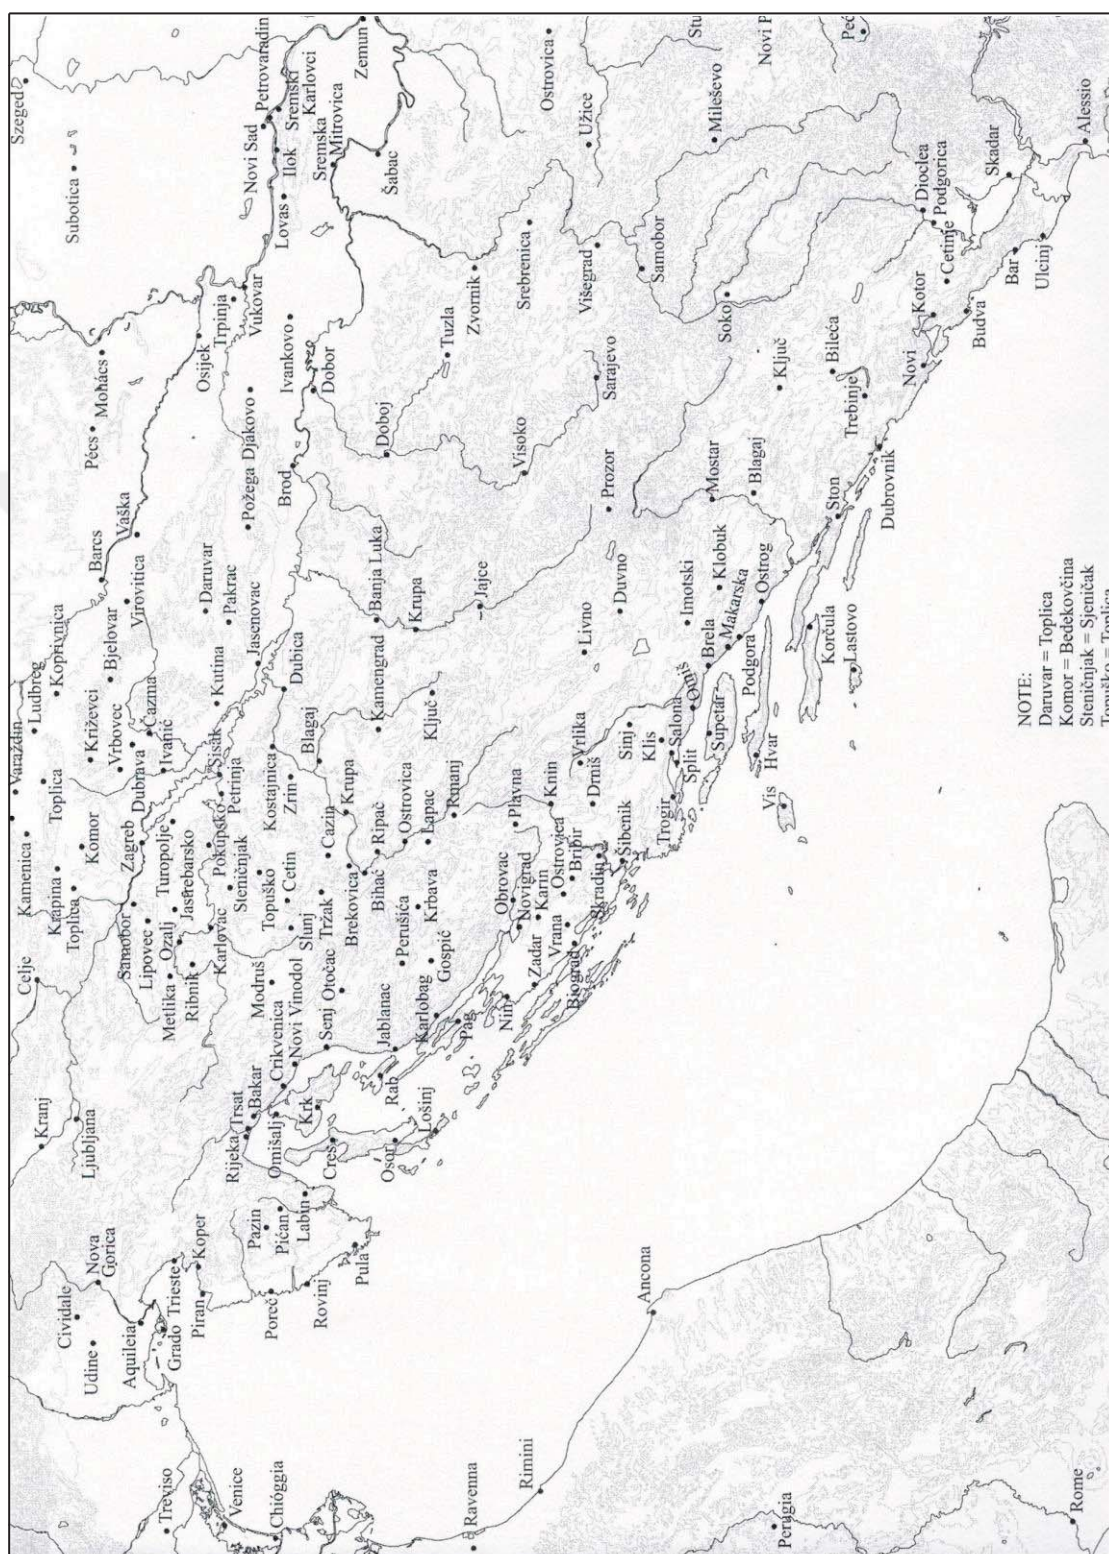 Treviso
Venice
Chioggia
Ravenna
Rimini
Perugia
Rome
Ancona
Cividale
Udine
Nova
Gorica
Aquileia
Grado
Trieste
Koper
Piran
Poreč
Rovinj
Pazin
Pićan
Labin
Pula
Kranj
Ljubljana
Rijeka
Trsat
Bakar
Omišalj
Crikvenica
Krk
Novi Vinodol
Cres
Osor
Lošinj
Rab
Senj
Otočac
Jablanac
Karlobag
Pag
Celje
Kamenica
Krapina
Toplica
Komor
Samobor
Lipovec
Metlika
Ozalj
Ribnik
Jastrebarsko
Karlovac
Modruš
Zagreb
Turopolje
Pokupsko
Steničnjak
Topuško
Cetin
Slunj
Tržak
Cazin
Brekovica
Bihać
Ripač
Ostrovica
Lapac
Perušića
Krbava
Gospić
Rmanj
Obrovac
Novigrad
Karin
Ostrovica
Bribir
Zadar
Vrana
Nin
Biograd
Skradin
Šibenik
Plavna
Knin
Vrlika
Drniš
Sinj
Klis
Salona
Split
Trogir
Omiš
Supetar
Hvar
Vis
Varaždin
Ludbreg
Toplica
Koprivnica
Križevci
Vrbovec
Bjelovar
Dubrava
Čazma
Ivanić
Sisak
Petrinja
Kutina
Kostajnica
Zrin
Blagaj
Krupa
Dubica
Jasenovac
Kamengrad
Ključ
Barcs
Vaška
Virovitica
Daruvar
Pakrac
Požega
Banja Luka
Krupa
Jajce
Livno
Duvno
Prozor
Imotski
Klobuk
Brela
Makarska
Podgora
Ostrog
Korčula
Lastovo
Pécs
Mohács
Osijek
Trpinja
Vukovar
Djakovo
Ivankovo
Brod
Dobor
Doboj
Tuzla
Visoko
Sarajevo
Mostar
Blagaj
Ston
Dubrovnik
Ključ
Bileća
Trebinje
Novi
Kotor
Budva
Cetinje
Bar
Ulcinj
Szeged
Subotica
Novi Sad
Petrovaradin
Sremski
Karlovci
Ilok
Lovas
Sremska
Mitrovica
Zemun
Šabac
Zvornik
Srebrenica
Ostrovica
Užice
Višegrad
Samobor
Soko
Mileševo
Dioclea
Podgorica
Skadar
Alessio
Stu
Novi P
Peć
NOTE:
Daruvar = Toplica
Komor = Bedekovčina
Steničnjak = Sjeničak
Topuško = Toplica